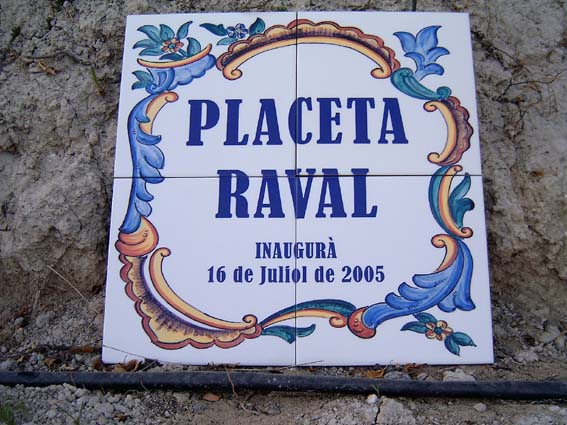 PLACETA
RAVAL
INAUGURÀ
16 de Juliol de 2005